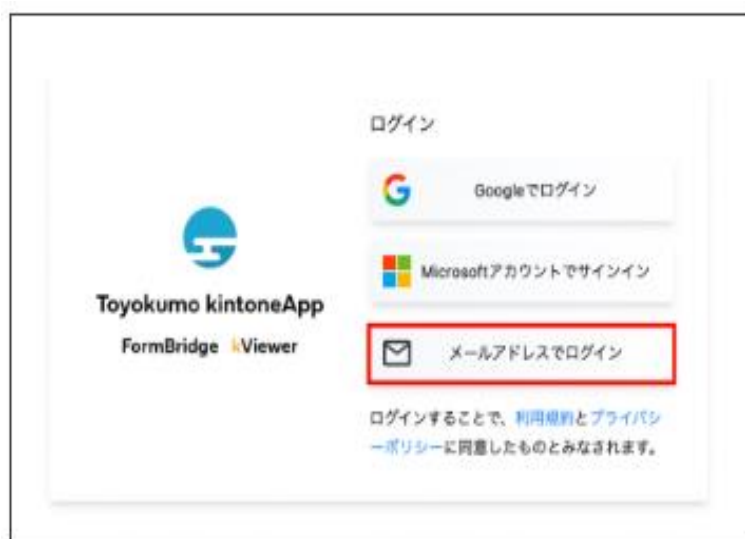 ログイン
Googleでログイン
Microsoftアカウントでサインイン
Toyokumo kintoneApp
FormBridge kViewer
メールアドレスでログイン
ログインすることで、利用規約とプライバシ
ーポリシーに同意したものとみなされます。